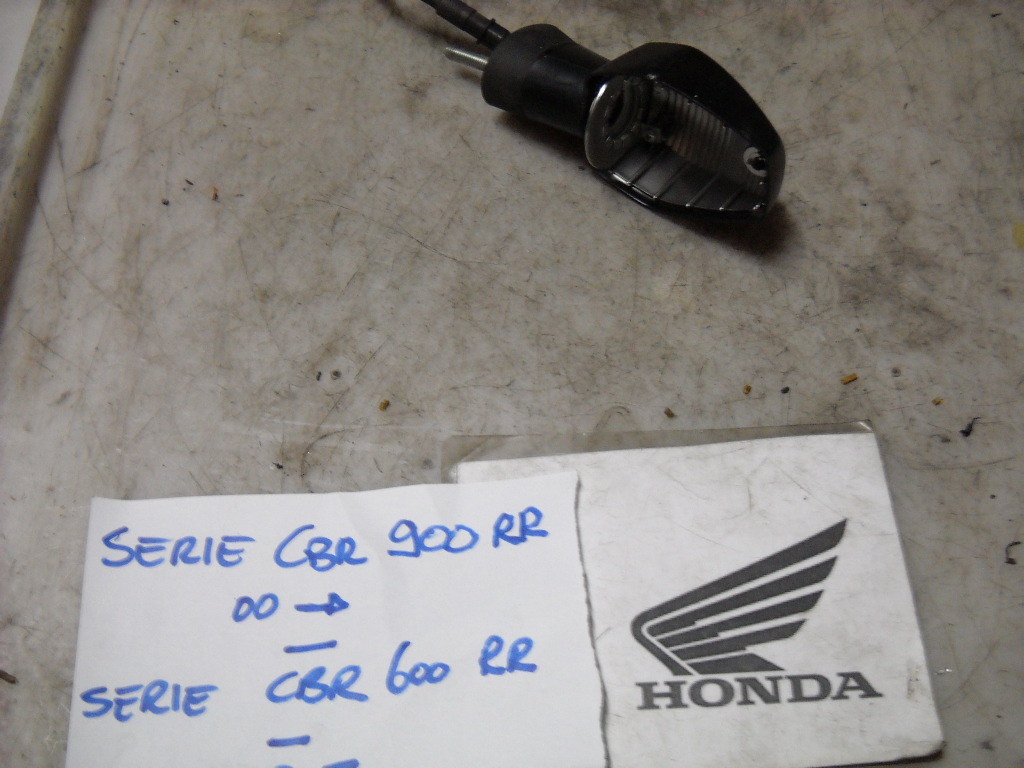 SERIE CBR 900 RR
00 →
—
SERIE CBR 600 RR
—
HONDA